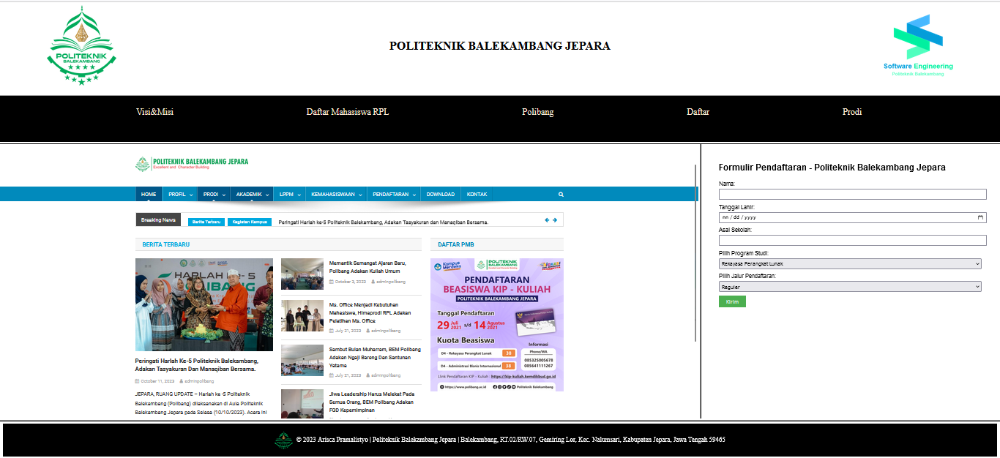 POLITEKNIK
BALEKAMBANG
POLITEKNIK BALEKAMBANG JEPARA
Software Engineering
Politeknik Balekambang
Visi&Misi
Daftar Mahasiswa RPL
Polibang
Daftar
Prodi
POLITEKNIK BALEKAMBANG JEPARA
Excellent and Character Building
HOME
PROFIL
PRODI
AKADEMIK
LPPM
KEMAHASISWAAN
PENDAFTARAN
DOWNLOAD
KONTAK
Breaking News
Berita Terbaru
Kegiatan Kampus
Peringati Harlah ke-5 Politeknik Balekambang, Adakan Tasyakuran dan Manaqiban Bersama.
BERITA TERBARU
HARLAH ke-5
POLIBANG
Peringati Harlah Ke-5 Politeknik Balekambang,
Adakan Tasyakuran Dan Manaqiban Bersama.
October 11, 2023 adminpolibang
JEPARA, RUANG UPDATE – Harlah ke -5 Politeknik
Balekambang (Polibang) dilaksanakan di Aula Politeknik
Balekambang Jepara pada Selasa (10/10/2023). Acara ini
Memantik Semangat Ajaran Baru,
Polibang Adakan Kuliah Umum
October 3, 2023 adminpolibang
Ms. Office Menjadi Kebutuhan
Mahasiswa, Himaprodi RPL Adakan
Pelatihan Ms. Office
July 21, 2023 adminpolibang
Sambut Bulan Muharram, BEM Polibang
Adakan Ngaji Bareng Dan Santunan
Yatama
July 21, 2023 adminpolibang
Jiwa Leadership Harus Melekat Pada
Semua Orang, BEM Polibang Adakan
FGD Kepemimpinan
DAFTAR PMB
Kampus
Merdeka
POLITEKNIK
BALEKAMBANG
PENDAFTARAN
BEASISWA KIP - KULIAH
POLITEKNIK BALEKAMBANG JEPARA
Tanggal Pendaftaran
29 Juli 2021 s/d 14 Agustus 2021
Kuota Beasiswa
D4 - Rekayasa Perangkat Lunak 38
D4 - Administrasi Bisnis Internasional 38
Informasi
Phone/WA
085325005678
085641111267
Link Pendaftaran KIP - Kuliah : https://kip-kuliah.kemdikbud.go.id
https://www.polibang.ac.id
Politeknik Balekambang
Formulir Pendaftaran - Politeknik Balekambang Jepara
Nama:
Tanggal Lahir:
mm / dd / yyyy
Asal Sekolah:
Pilih Program Studi:
Rekayasa Perangkat Lunak
Pilih Jalur Pendaftaran:
Reguler
Kirim
© 2023 Arisca Pramalistyo | Politeknik Balekambang Jepara | Balekambang, RT.02/RW.07, Gemiring Lor, Kec. Nalumsari, Kabupaten Jepara, Jawa Tengah 59465